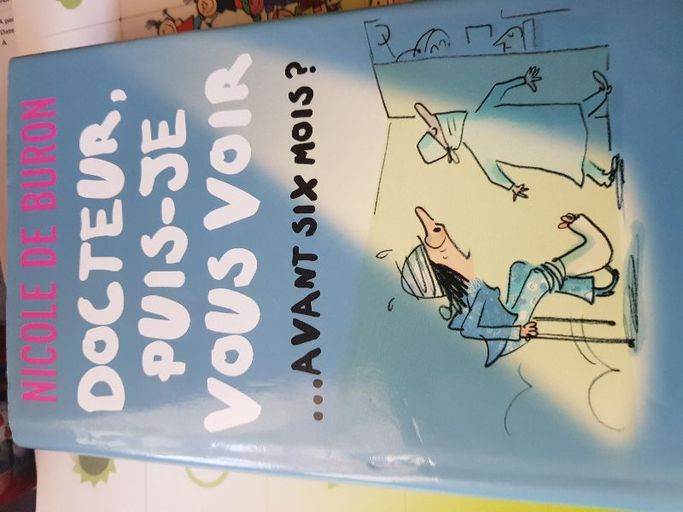 NICOLE DE BURON
DOCTEUR,
PUIS-JE
VOUS VOIR
...AVANT SIX MOIS?